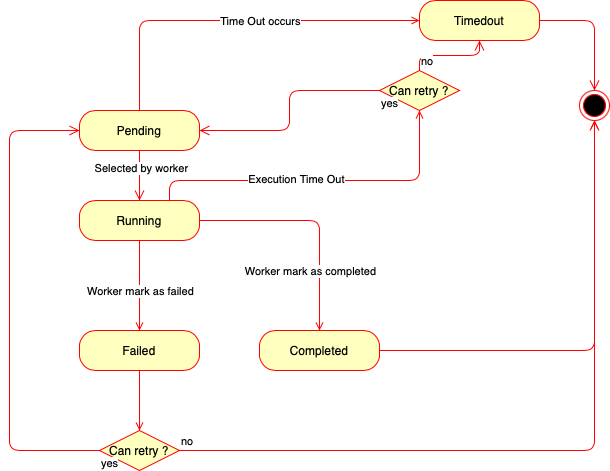 Time Out occurs
Timedout
no
Can retry ?
yes
Pending
Selected by worker
Execution Time Out
Running
Worker mark as completed
Worker mark as failed
Failed
Completed
no
Can retry ?
yes